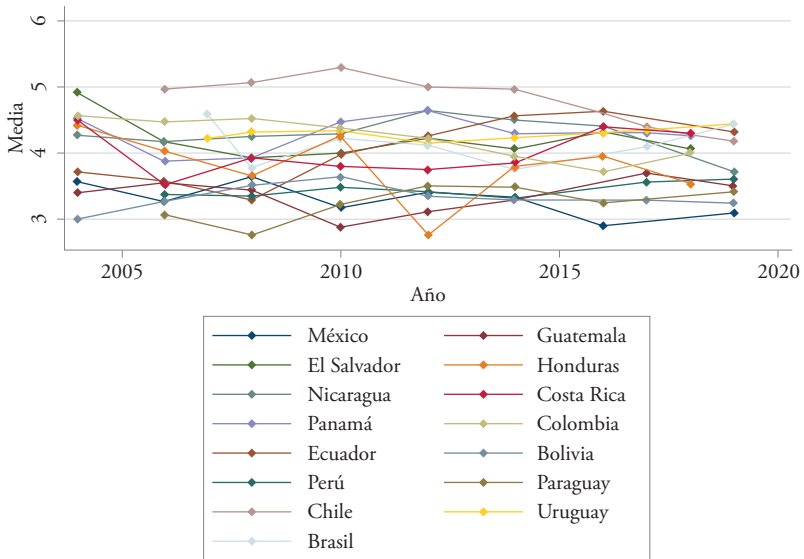 6
5
4
3
Media
2005 2010 2015 2020
Año
México Guatemala
El Salvador Honduras
Nicaragua Costa Rica
Panamá Colombia
Ecuador Bolivia
Perú Paraguay
Chile Uruguay
Brasil